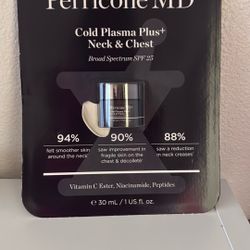 Perricone MD
Cold Plasma Plus+
Neck & Chest
Broad Spectrum SPF 25
Perricone MD
94%
90%
88%
felt smoother skin
around the neck
saw improvement in
fragile skin on the
chest & décolleté
saw a reduction
in neck creases
Vitamin C Ester, Niacinamide, Peptides
e 30 mL / 1 US fl. oz.